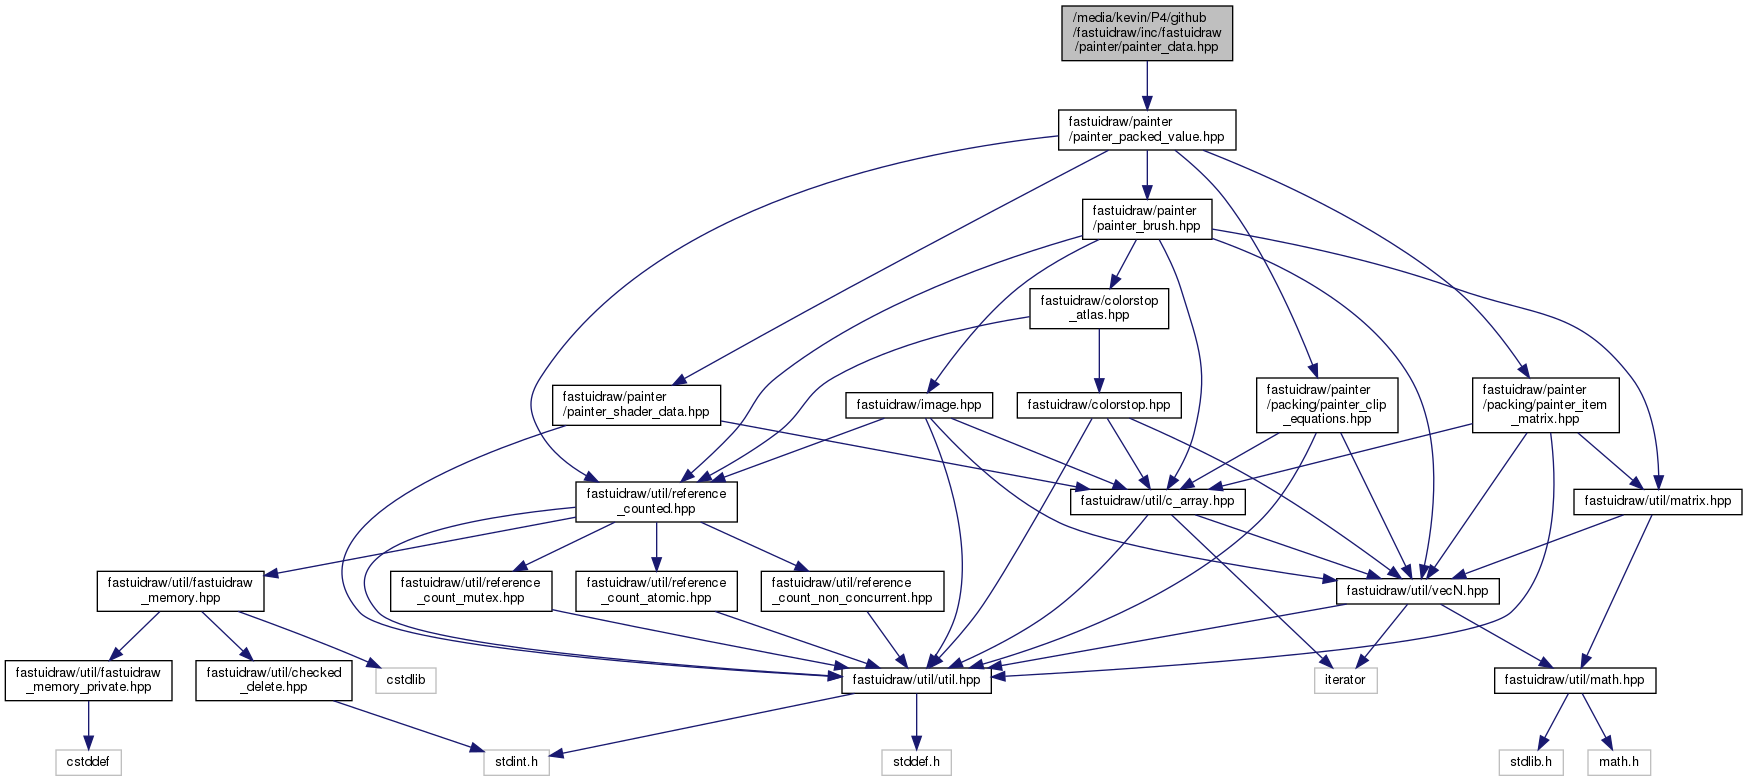 /media/kevin/P4/github
/fastuidraw/inc/fastuidraw
/painter/painter_data.hpp
fastuidraw/painter
/painter_packed_value.hpp
fastuidraw/painter
/painter_brush.hpp
fastuidraw/colorstop
_atlas.hpp
fastuidraw/painter
/painter_shader_data.hpp
fastuidraw/image.hpp
fastuidraw/colorstop.hpp
fastuidraw/painter
/packing/painter_clip
_equations.hpp
fastuidraw/painter
/packing/painter_item
_matrix.hpp
fastuidraw/util/reference
_counted.hpp
fastuidraw/util/c_array.hpp
fastuidraw/util/matrix.hpp
fastuidraw/util/fastuidraw
_memory.hpp
fastuidraw/util/reference
_count_mutex.hpp
fastuidraw/util/reference
_count_atomic.hpp
fastuidraw/util/reference
_count_non_concurrent.hpp
fastuidraw/util/vecN.hpp
fastuidraw/util/fastuidraw
_memory_private.hpp
fastuidraw/util/checked
_delete.hpp
cstdlib
fastuidraw/util/util.hpp
iterator
fastuidraw/util/math.hpp
cstddef
stdint.h
stddef.h
stdlib.h
math.h